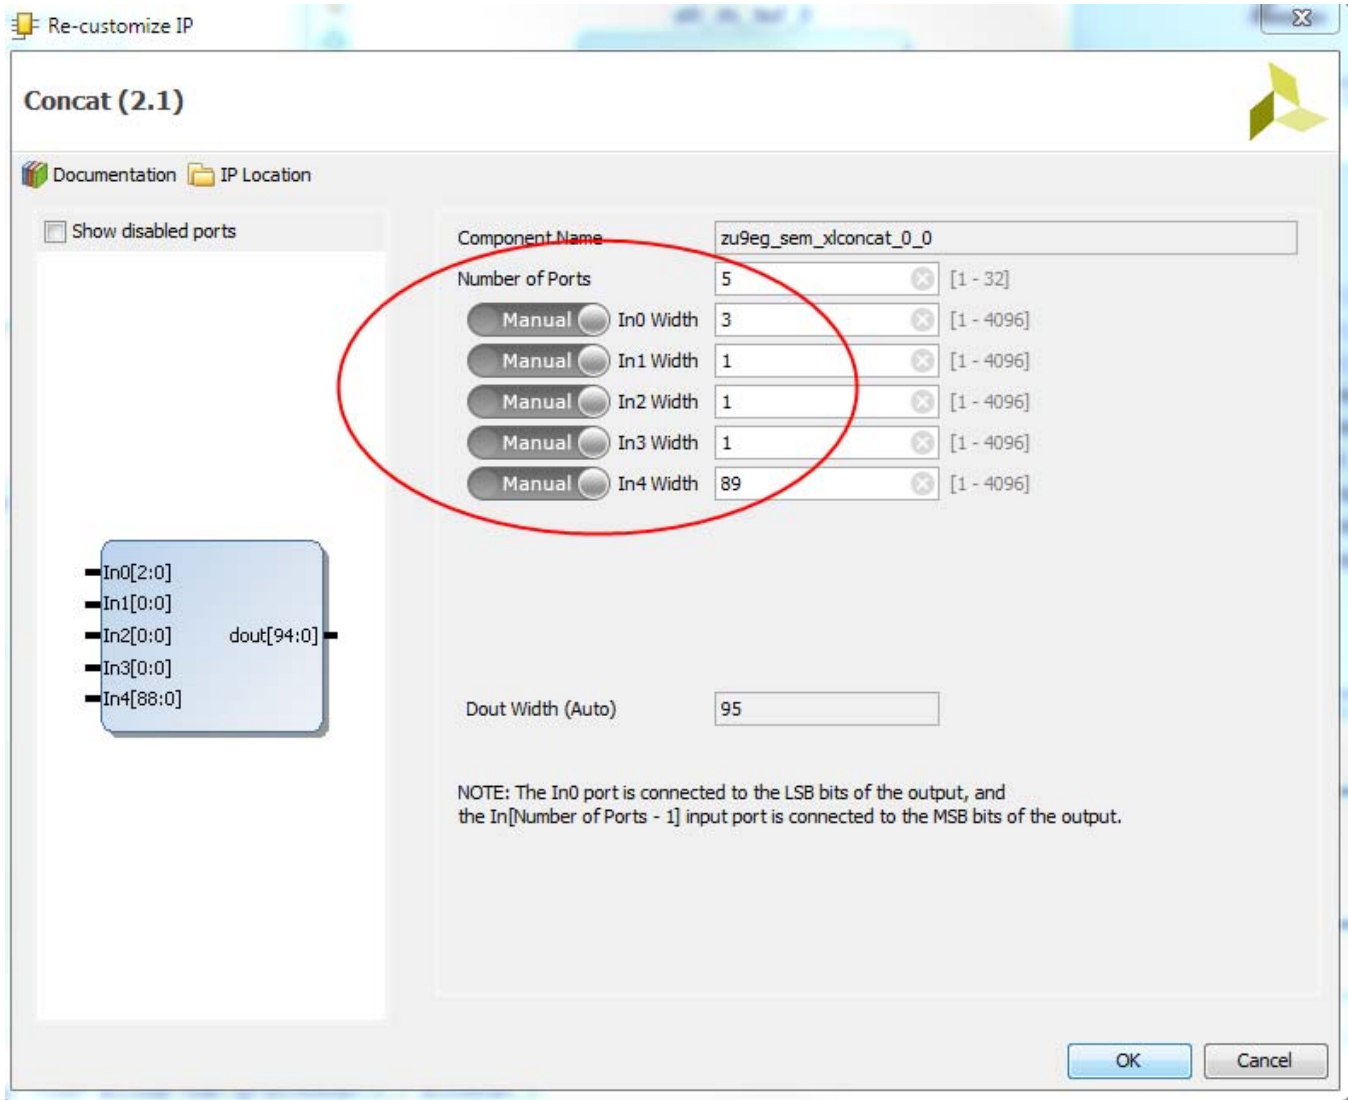 Re-customize IP
Concat (2.1)
Documentation IP Location
Show disabled ports
Component Name zu9eg_sem_xlconcat_0_0
Number of Ports 5 [1 - 32]
Manual In0 Width 3 [1 - 4096]
Manual In1 Width 1 [1 - 4096]
Manual In2 Width 1 [1 - 4096]
Manual In3 Width 1 [1 - 4096]
Manual In4 Width 89 [1 - 4096]
In0[2:0]
In1[0:0]
In2[0:0] dout[94:0]
In3[0:0]
In4[88:0]
Dout Width (Auto) 95
NOTE: The In0 port is connected to the LSB bits of the output, and
the In[Number of Ports - 1] input port is connected to the MSB bits of the output.
OK Cancel